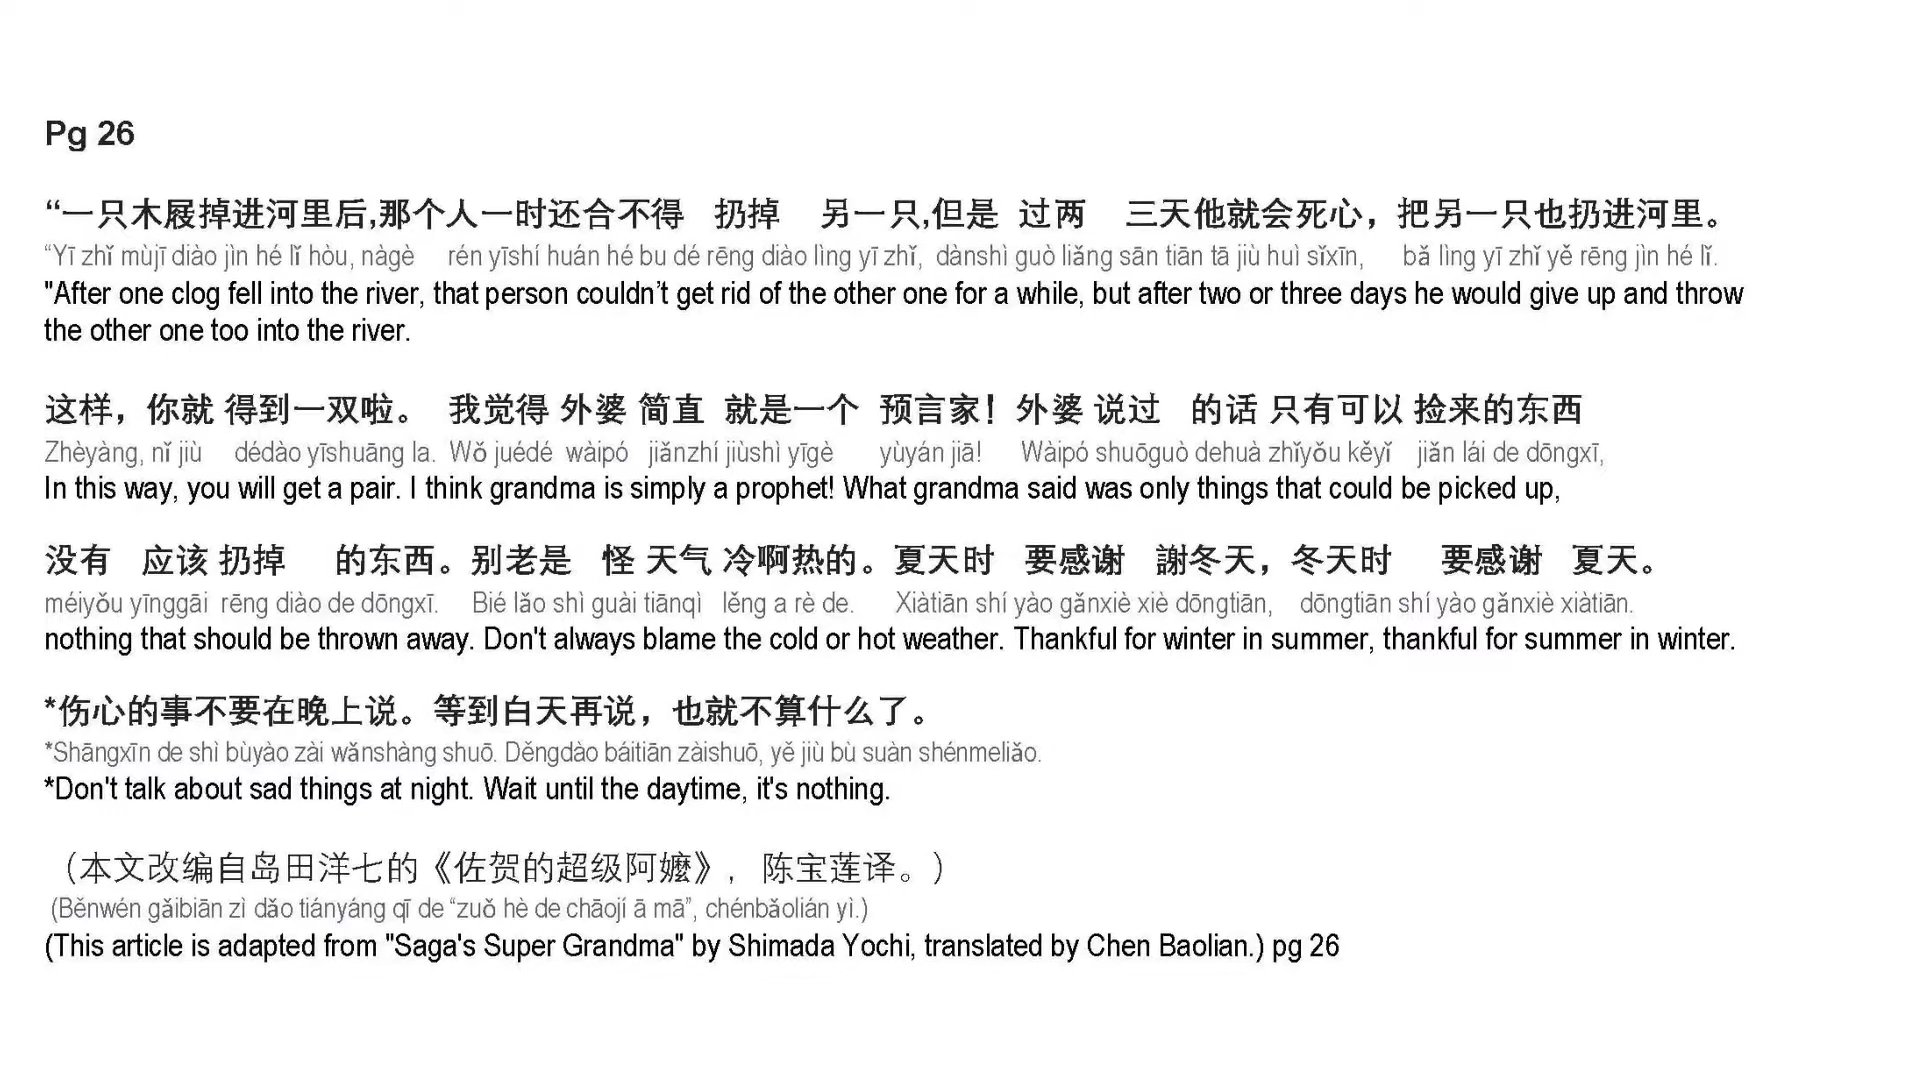 Pg 26
“一只木屐掉进河里后,那个人一时还合不得 扔掉 另一只,但是 过两 三天他就会死心，把另一只也扔进河里。
“Yī zhǐ mùjī diào jìn hé lǐ hòu, nàgè rén yīshí huán hé bu dé rēng diào lìng yī zhǐ, dànshì guò liǎng sān tiān tā jiù huì sǐxīn, bǎ lìng yī zhǐ yě rēng jìn hé lǐ.
"After one clog fell into the river, that person couldn’t get rid of the other one for a while, but after two or three days he would give up and throw
the other one too into the river.
这样，你就 得到一双啦。 我觉得 外婆 简直 就是一个 预言家！外婆 说过 的话 只有可以 捡来的东西
Zhèyàng, nǐ jiù dédào yīshuāng la. Wǒ juédé wàipó jiǎnzhí jiùshì yīgè yùyán jiā! Wàipó shuōguò dehuà zhǐyǒu kěyǐ jiǎn lái de dōngxī,
In this way, you will get a pair. I think grandma is simply a prophet! What grandma said was only things that could be picked up,
没有 应该 扔掉 的东西。别老是 怪 天气 冷啊热的。夏天时 要感谢 謝冬天，冬天时 要感谢 夏天。
méiyǒu yīnggāi rēng diào de dōngxī. Bié lǎo shì guài tiānqì lěng a rè de. Xiàtiān shí yào gǎnxiè xiè dōngtiān, dōngtiān shí yào gǎnxiè xiàtiān.
nothing that should be thrown away. Don't always blame the cold or hot weather. Thankful for winter in summer, thankful for summer in winter.
*伤心的事不要在晚上说。等到白天再说，也就不算什么了。
*Shāngxīn de shì bùyào zài wǎnshàng shuō. Děngdào báitiān zàishuō, yě jiù bù suàn shénmeliǎo.
*Don't talk about sad things at night. Wait until the daytime, it's nothing.
（本文改编自岛田洋七的《佐贺的超级阿嬷》，陈宝莲译。）
(Běnwén gǎibiān zì dǎo tiányáng qī de “zuǒ hè de chāojí ā mā”, chénbǎolián yì.)
(This article is adapted from "Saga's Super Grandma" by Shimada Yochi, translated by Chen Baolian.) pg 26